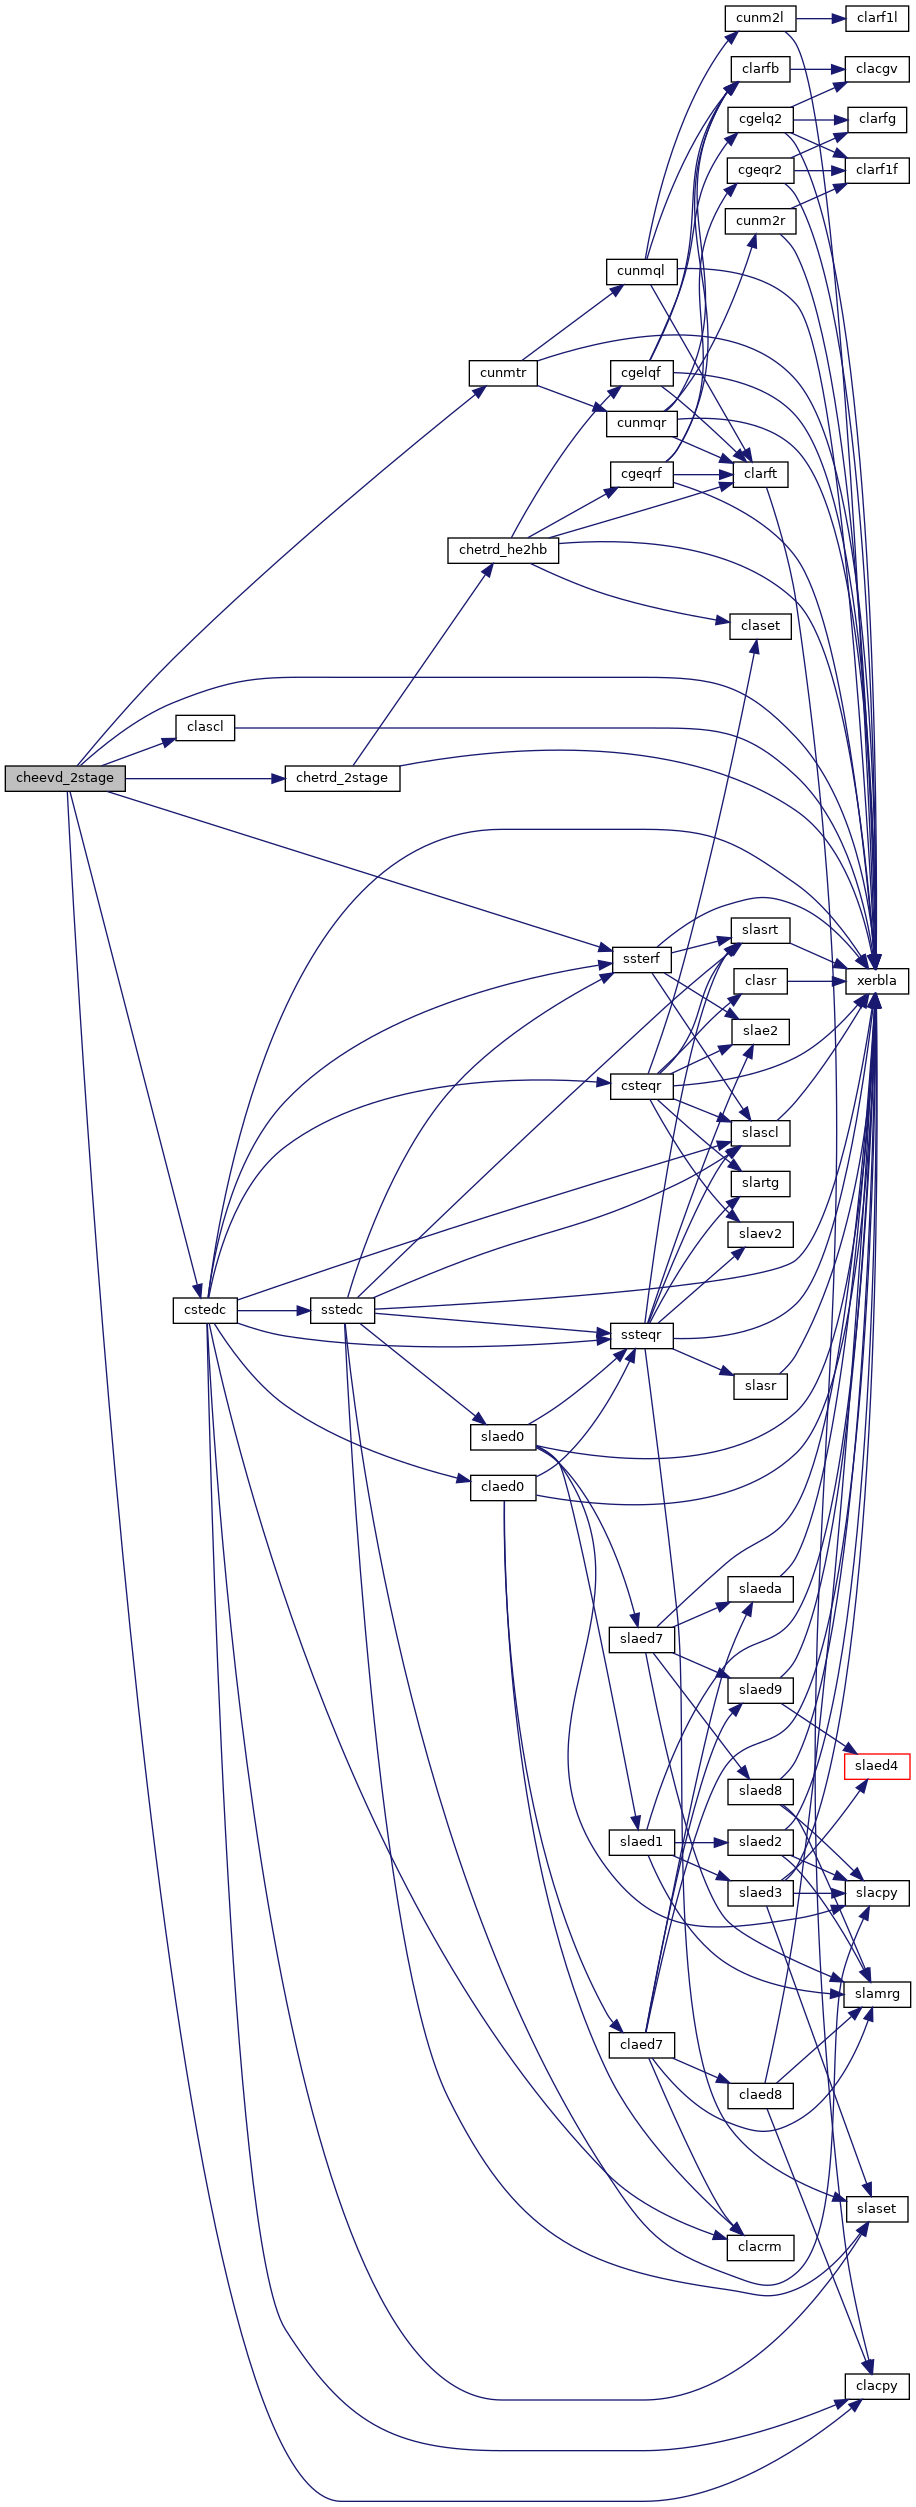 cunm2l
clarf1l
clarfb
clacgv
cgelq2
clarfg
cgeqr2
clarf1f
cunm2r
cunmql
cunmtr
cgelqf
cunmqr
cgeqrf
clarft
chetrd_he2hb
claset
clascl
cheevd_2stage
chetrd_2stage
slasrt
ssterf
clasr
xerbla
slae2
csteqr
slascl
slartg
slaev2
cstedc
sstedc
ssteqr
slasr
slaed0
claed0
slaeda
slaed7
slaed9
slaed4
slaed8
slaed1
slaed2
slaed3
slacpy
slamrg
claed7
claed8
slaset
clacrm
clacpy